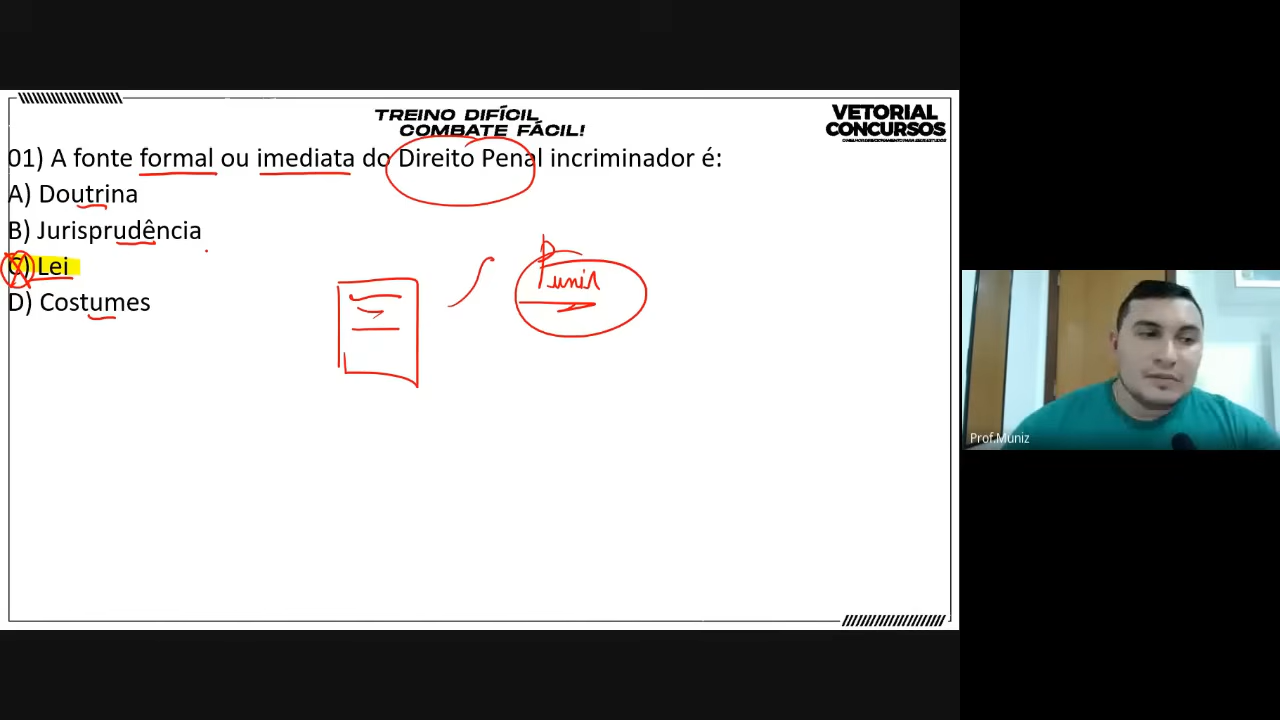 TREINO DIFÍCIL
COMBATE FÁCIL!
VETORIAL
CONCURSOS
01) A fonte formal ou imediata do Direito Penal incriminador é:
A) Doutrina
B) Jurisprudência
C) Lei
D) Costumes
Punir
Prof.Muniz